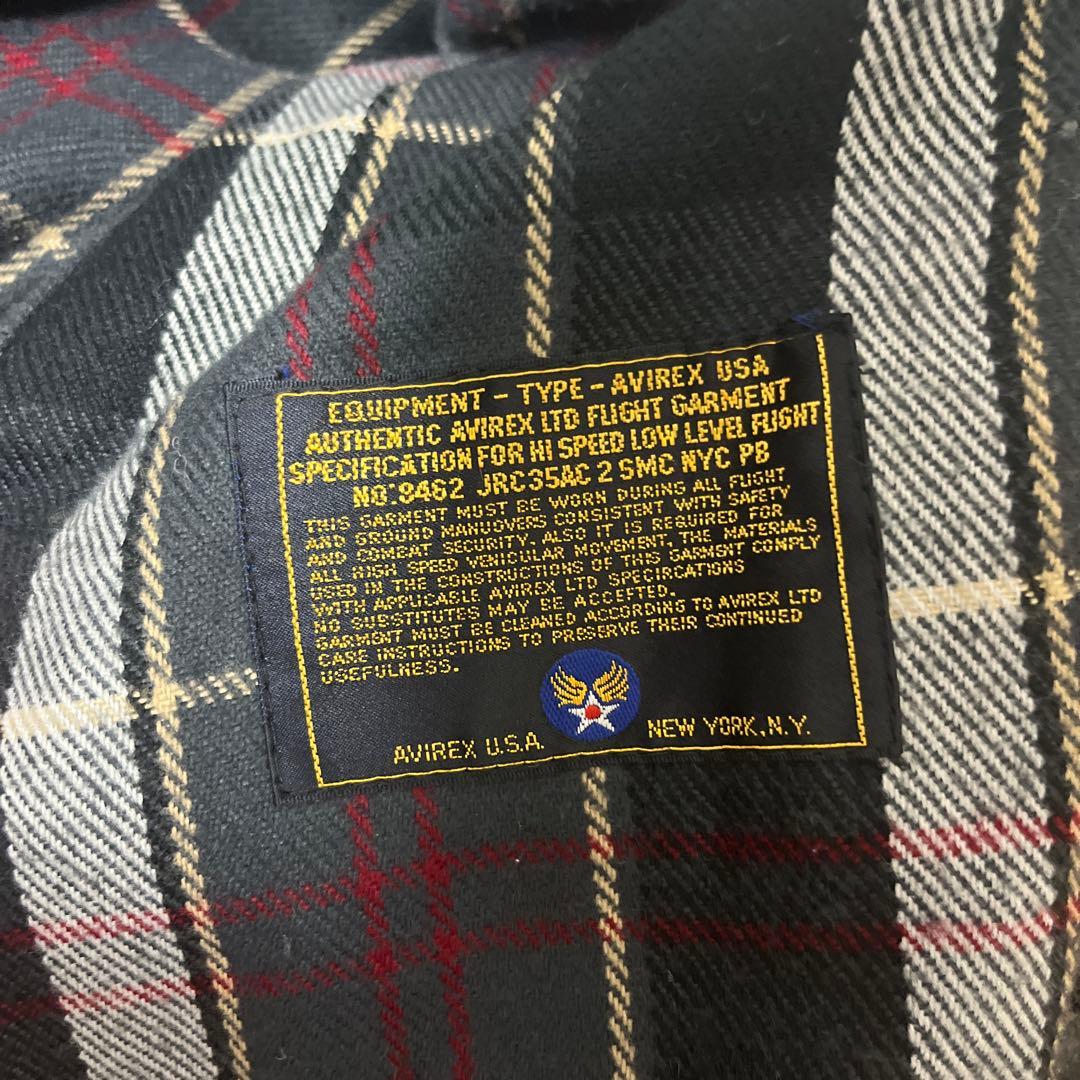 EQUIPMENT - TYPE - AVIREX USA
AUTHENTIC AVIREX LTD FLIGHT GARMENT
SPECIFICATION FOR HI SPEED LOW LEVEL FLIGHT
NO:8462 JRC35AC 2 SMC NYC PB
THIS GARMENT MUST BE WORN DURING ALL FLIGHT
AND GROUND MANUOVERS CONSISTENT WITH SAFETY
AND COMBAT SECURITY. ALSO IT IS REQUIRED FOR
ALL HIGH SPEED VEHICULAR MOVEMENT, THE MATERIALS
USED IN THE CONSTRUCTIONS OF THIS GARMENT COMPLY
WITH APPLICABLE AVIREX LTD SPECIRCATIONS
NO SUBSTITUTES MAY BE ACCEPTED.
GARMENT MUST BE CLEANED ACCORDING TO AVIREX LTD
CARE INSTRUCTIONS TO PRESERVE THEIR CONTINUED
USEFULNESS.
AVIREX U.S.A. NEW YORK, N.Y.